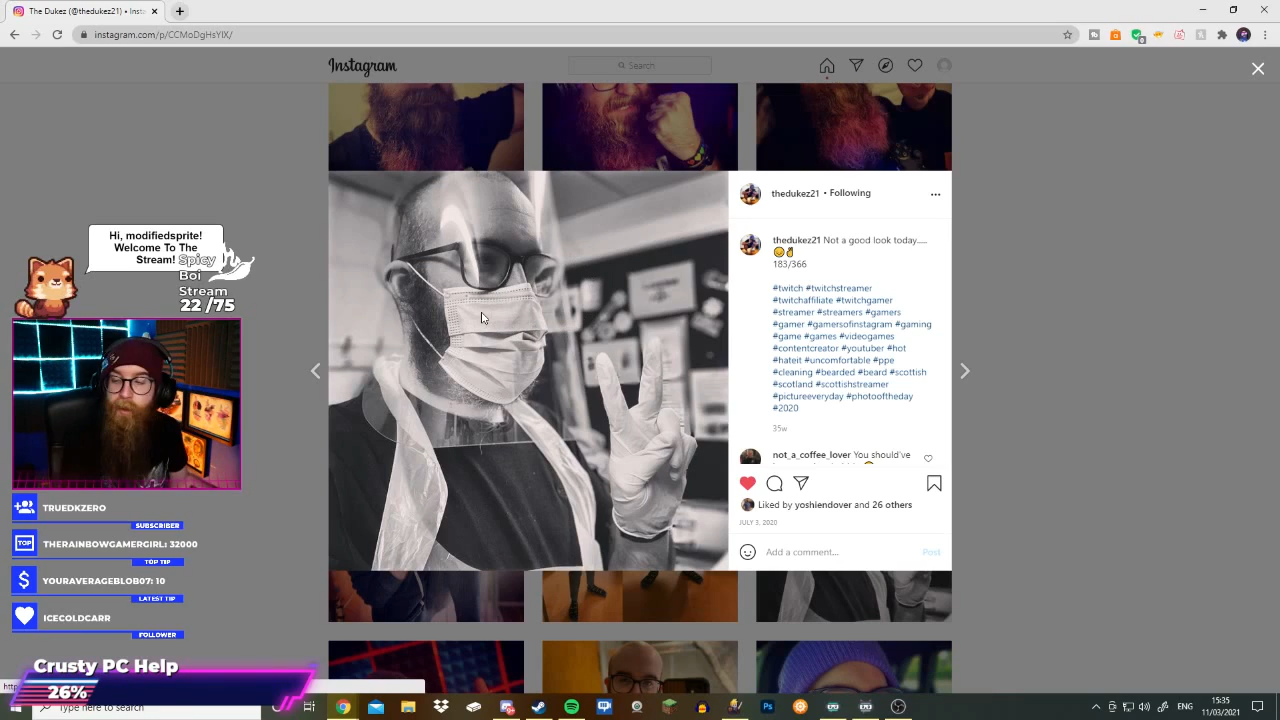 The Dukez (@thedukez21) • Insta
instagram.com/p/CCMoDgHsYlX/
Instagram
Search
thedukez21 • Following
thedukez21 Not a good look today.....
183/366
#twitch #twitchstreamer
#twitchaffiliate #twitchgamer
#streamer #streamers #gamers
#gamer #gamersofinstagram #gaming
#game #games #videogames
#contentcreator #youtuber #hot
#hateit #uncomfortable #ppe
#cleaning #bearded #beard #scottish
#scotland #scottishstreamer
#pictureeveryday #photooftheday
#2020
35w
not_a_coffee_lover You should've
Liked by yoshiendover and 26 others
JULY 3, 2020
Add a comment...
Post
Hi, modifiedsprite!
Welcome To The
Stream!
Spicy
Boi
Stream
22 /75
TRUEDKZERO
SUBSCRIBER
TOP
THERAINBOWGAMERGIRL: 32000
TOP TIP
YOURAVERAGEBLOB07: 10
LATEST TIP
ICECOLDCARR
FOLLOWER
Crusty PC Help
26%
Type here to search
ENG
15:35
11/03/2021